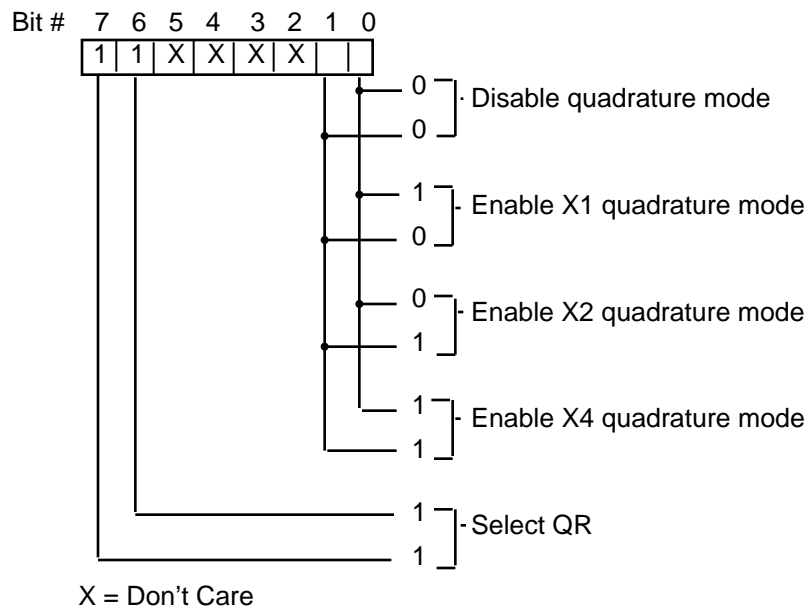 Bit # 7 6 5 4 3 2 1 0
1 1 X X X X
0
Disable quadrature mode
0
1
Enable X1 quadrature mode
0
0
Enable X2 quadrature mode
1
1
Enable X4 quadrature mode
1
1
Select QR
1
X = Don't Care